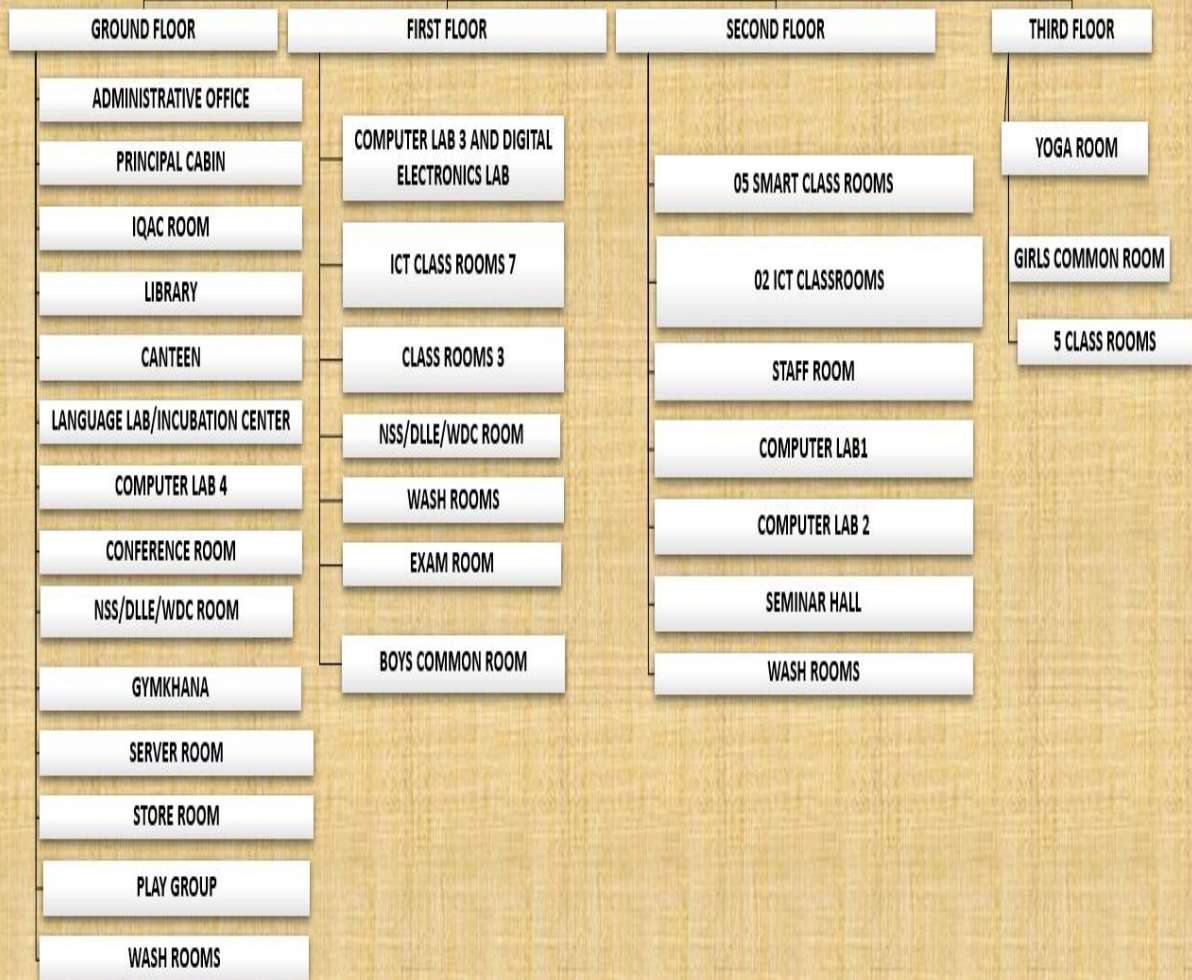 GROUND FLOOR
ADMINISTRATIVE OFFICE
PRINCIPAL CABIN
IQAC ROOM
LIBRARY
CANTEEN
LANGUAGE LAB/INCUBATION CENTER
COMPUTER LAB 4
CONFERENCE ROOM
NSS/DLLE/WDC ROOM
GYMKHANA
SERVER ROOM
STORE ROOM
PLAY GROUP
WASH ROOMS
FIRST FLOOR
COMPUTER LAB 3 AND DIGITAL
ELECTRONICS LAB
ICT CLASS ROOMS 7
CLASS ROOMS 3
NSS/DLLE/WDC ROOM
WASH ROOMS
EXAM ROOM
BOYS COMMON ROOM
SECOND FLOOR
05 SMART CLASS ROOMS
02 ICT CLASSROOMS
STAFF ROOM
COMPUTER LAB1
COMPUTER LAB 2
SEMINAR HALL
WASH ROOMS
THIRD FLOOR
YOGA ROOM
GIRLS COMMON ROOM
5 CLASS ROOMS